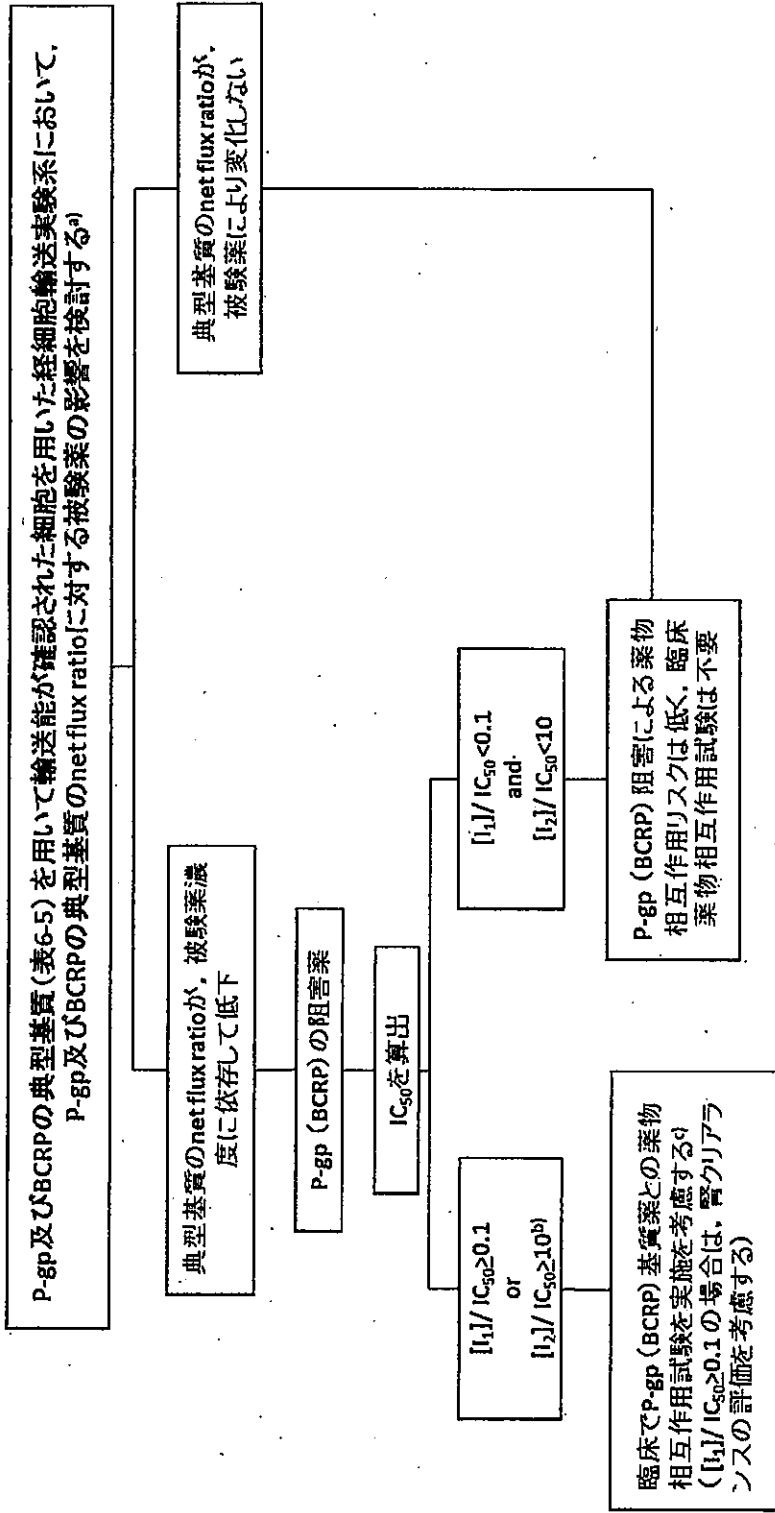 P-gp及びBCRPの典型基質(表6-5)を用いて輸送能が確認された細胞を用いた経細胞輸送実験系において,
P-gp及びBCRPの典型基質のnet flux ratioに対する被験薬の影響を検討するa)
典型基質のnet flux ratioが, 被験薬濃
度に依存して低下
典型基質のnet flux ratioが,
被験薬により変化しない
P-gp (BCRP) の阻害薬
IC50を算出
[I1]/ IC50≥0.1
or
[I2]/ IC50≥10b)
[I1]/ IC50<0.1
and
[I2]/ IC50<10
臨床でP-gp (BCRP) 基質薬との薬物
相互作用試験を実施を考慮するc)
([I1]/ IC50≥0.1の場合は, 腎クリアラ
ンスの評価を考慮する)
P-gp (BCRP) 阻害による薬物
相互作用リスクは低く, 臨床
薬物相互作用試験は不要